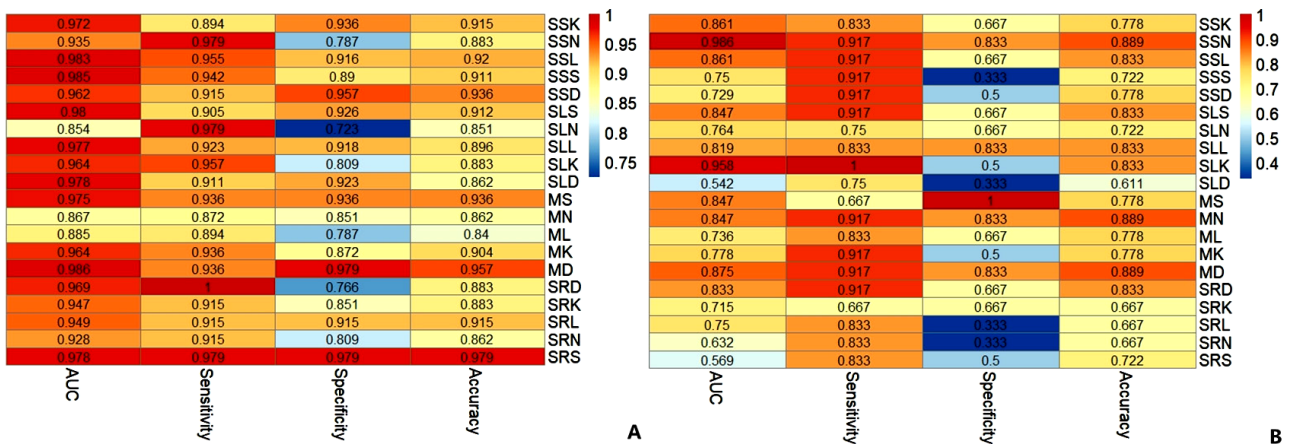 0.972 0.894 0.936 0.915 SSK
0.935 0.979 0.787 0.883 SSN
0.983 0.955 0.916 0.92 SSL
0.985 0.942 0.89 0.911 SSS
0.962 0.915 0.957 0.936 SSD
0.98 0.905 0.926 0.912 SLS
0.854 0.979 0.723 0.851 SLN
0.977 0.923 0.918 0.896 SLL
0.964 0.957 0.809 0.883 SLK
0.978 0.911 0.923 0.862 SLD
0.975 0.936 0.936 0.936 MS
0.867 0.872 0.851 0.862 MN
0.885 0.894 0.787 0.84 ML
0.964 0.936 0.872 0.904 MK
0.986 0.936 0.979 0.957 MD
0.969 1 0.766 0.883 SRD
0.947 0.915 0.851 0.883 SRK
0.949 0.915 0.915 0.915 SRL
0.928 0.915 0.809 0.862 SRN
0.978 0.979 0.979 0.979 SRS
AUC Sensitivity Specificity Accuracy
1
0.95
0.9
0.85
0.8
0.75
A
0.861 0.833 0.667 0.778 SSK
0.986 0.917 0.833 0.889 SSN
0.861 0.917 0.667 0.833 SSL
0.75 0.917 0.333 0.722 SSS
0.729 0.917 0.5 0.778 SSD
0.847 0.917 0.667 0.833 SLS
0.764 0.75 0.667 0.722 SLN
0.819 0.833 0.833 0.833 SLL
0.958 1 0.5 0.833 SLK
0.542 0.75 0.333 0.611 SLD
0.847 0.667 1 0.778 MS
0.847 0.917 0.833 0.889 MN
0.736 0.833 0.667 0.778 ML
0.778 0.917 0.5 0.778 MK
0.875 0.917 0.833 0.889 MD
0.833 0.917 0.667 0.833 SRD
0.715 0.667 0.667 0.667 SRK
0.75 0.833 0.333 0.667 SRL
0.632 0.833 0.333 0.667 SRN
0.569 0.833 0.5 0.722 SRS
AUC Sensitivity Specificity Accuracy
1
0.9
0.8
0.7
0.6
0.5
0.4
B